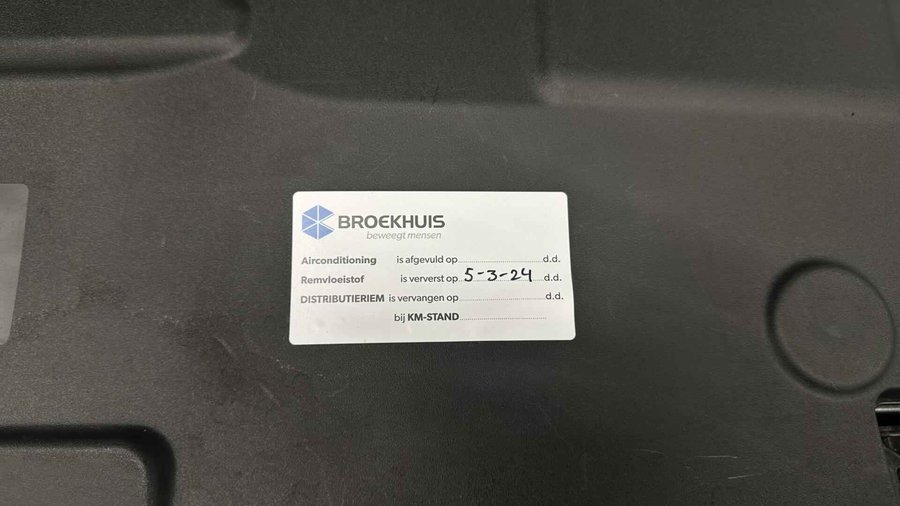 BROEKHUIS
beweegt mensen
Airconditioning is afgevuld op d.d.
Remvloeistof is ververst op 5-3-24 d.d.
DISTRIBUTIERIEM is vervangen op d.d.
bij KM-STAND